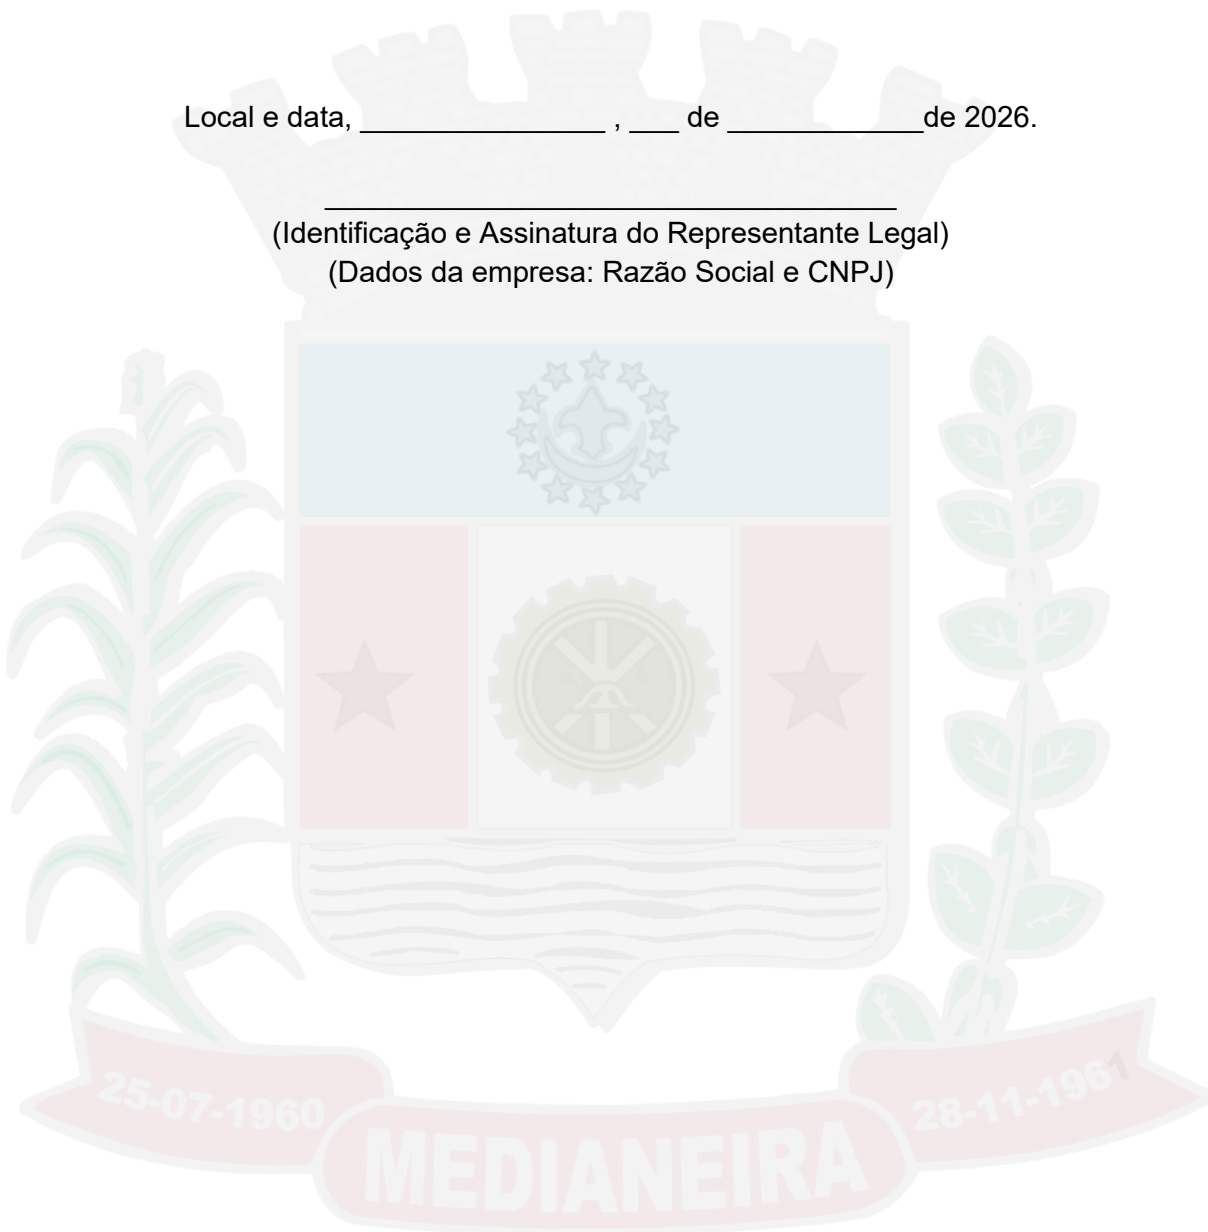 Local e data, _______________ , ___ de ____________de 2026.
___________________________________
(Identificação e Assinatura do Representante Legal)
(Dados da empresa: Razão Social e CNPJ)
25-07-1960
28-11-1961
MEDIANEIRA